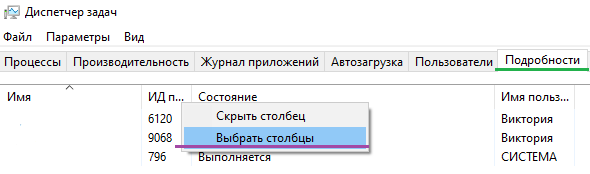 Диспетчер задач
Файл Параметры Вид
Процессы Производительность Журнал приложений Автозагрузка Пользователи Подробности
Имя ИД п... Состояние Имя польз...
6120 Скрыть столбец Виктория
9068 Выбрать столбцы Виктория
796 Выполняется СИСТЕМА